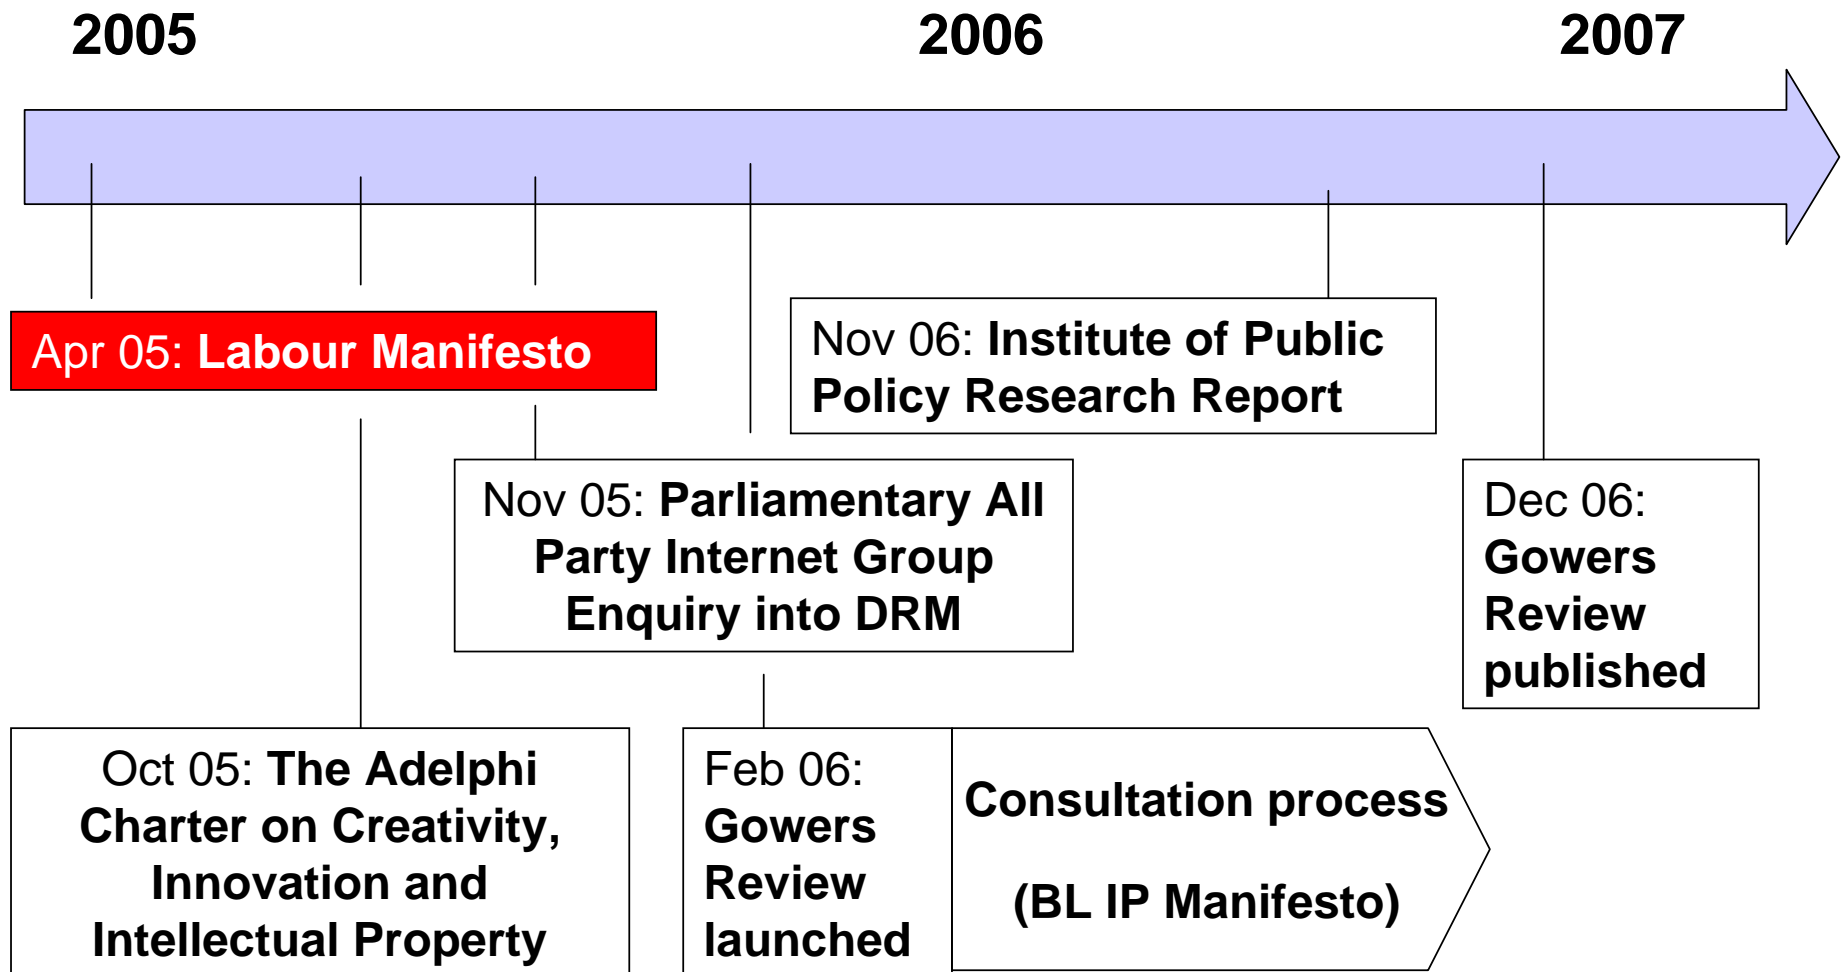 2005
2006
2007
Apr 05: Labour Manifesto
Nov 06: Institute of Public
Policy Research Report
Nov 05: Parliamentary All
Party Internet Group
Enquiry into DRM
Dec 06:
Gowers
Review
published
Oct 05: The Adelphi
Charter on Creativity,
Innovation and
Intellectual Property
Feb 06:
Gowers
Review
launched
Consultation process
(BL IP Manifesto)